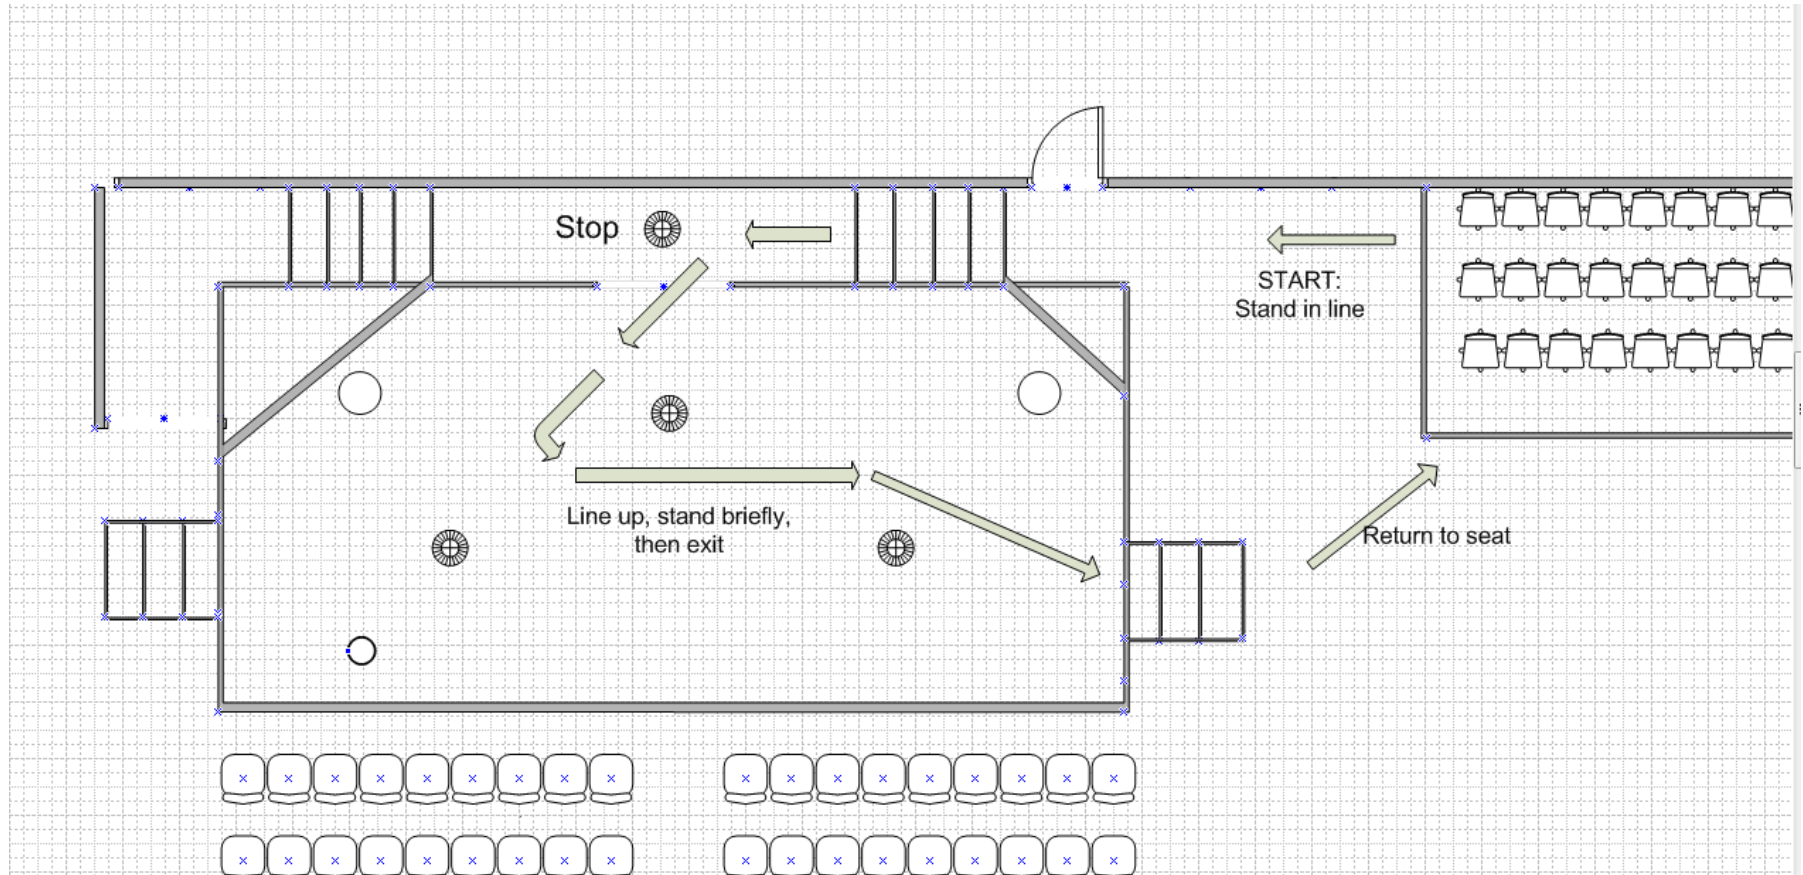 Stop
START:
Stand in line
Line up, stand briefly,
then exit
Return to seat